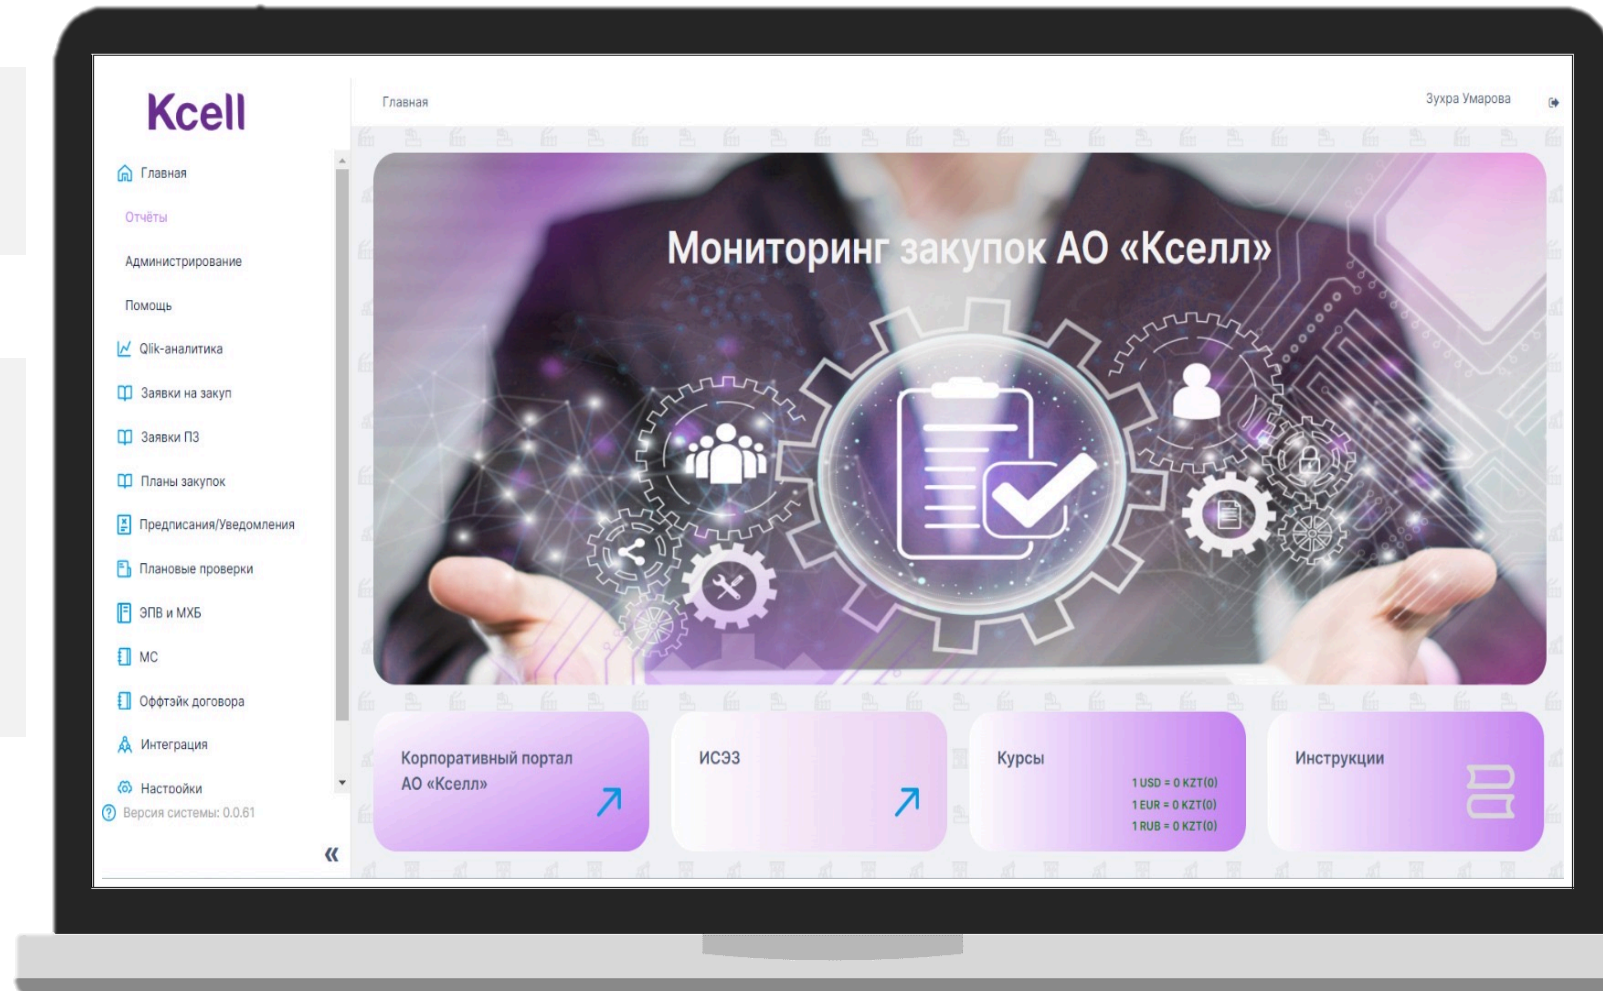 Kcell
Главная
Зухра Умарова
Главная
Отчёты
Администрирование
Помощь
Qlik-аналитика
Заявки на закуп
Заявки ПЗ
Планы закупок
Предписания/Уведомления
Плановые проверки
ЭПВ и МХБ
МС
Оффтэйк договора
Интеграция
Настройки
Версия системы: 0.0.61
«
Мониторинг закупок АО «Кселл»
Корпоративный портал
АО «Кселл»
ИСЭЗ
Курсы
1 USD = 0 KZT(0)
1 EUR = 0 KZT(0)
1 RUB = 0 KZT(0)
Инструкции